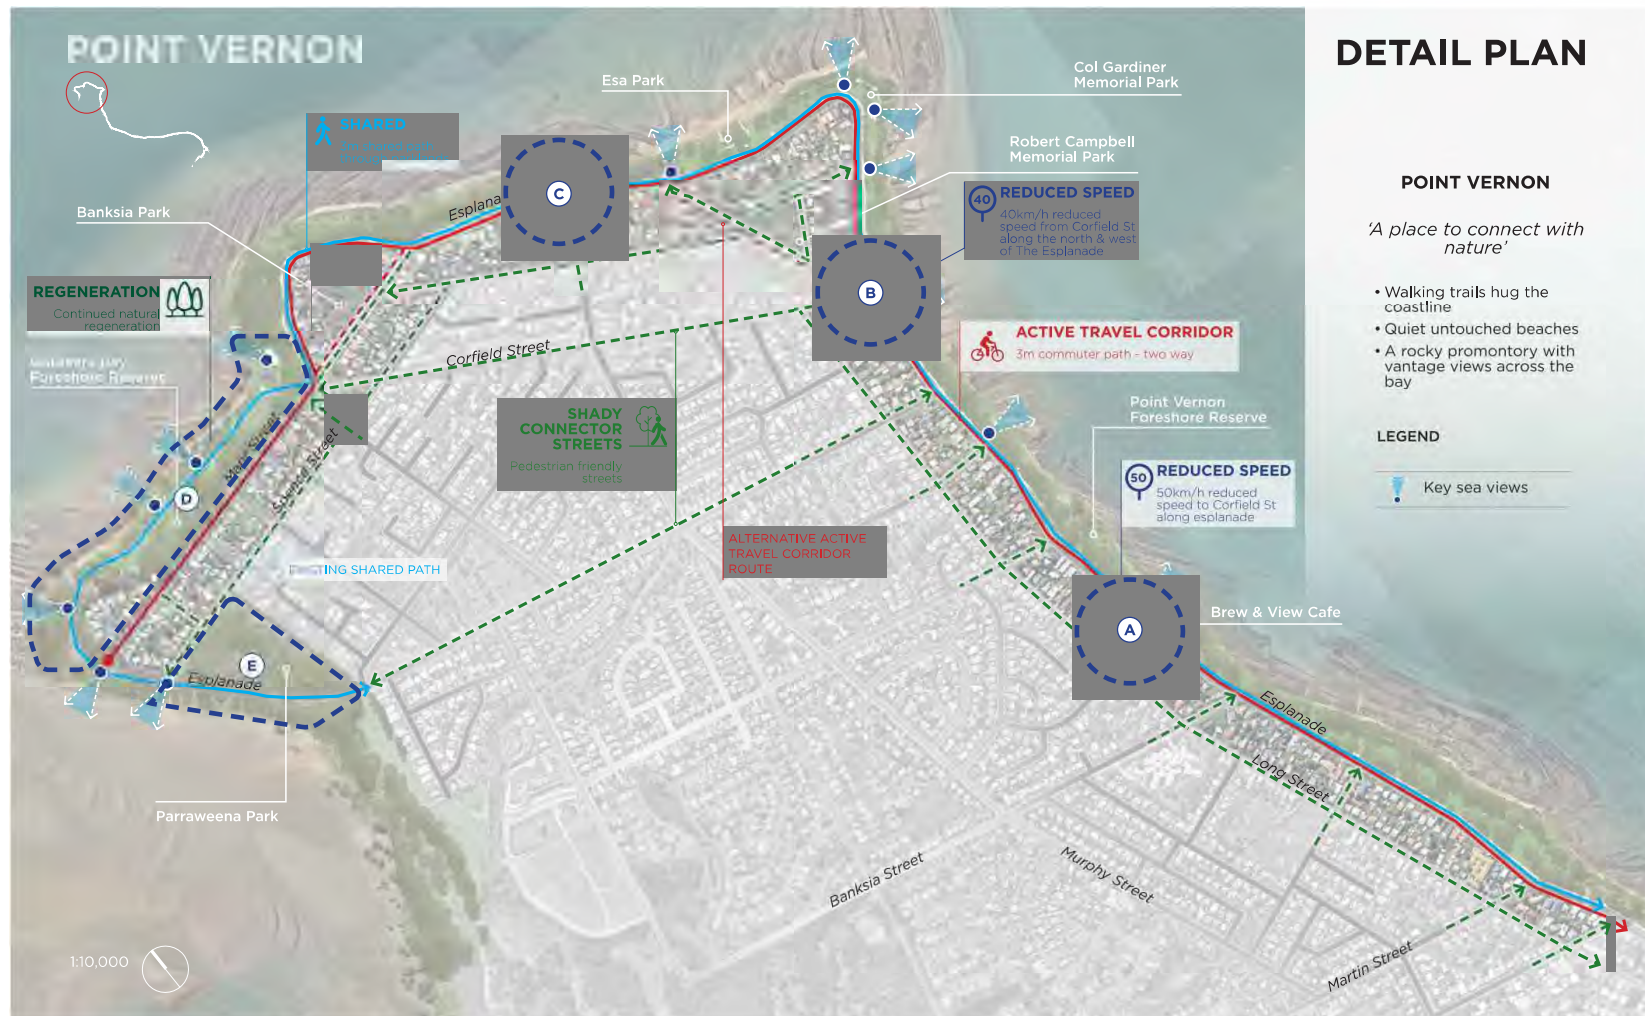 POINT VERNON
DETAIL PLAN
POINT VERNON
'A place to connect with
nature'
• Walking trails hug the
coastline
• Quiet untouched beaches
• A rocky promontory with
vantage views across the
bay
LEGEND
Key sea views
Esa Park
Col Gardiner
Memorial Park
Robert Campbell
Memorial Park
SHARED
Banksia Park
REGENERATION
Continued natural
regeneration
Foreshore Reserve
C
B
40
REDUCED SPEED
40km/h reduced
speed from Corfield St
along the north & west
of The Esplanade
ACTIVE TRAVEL CORRIDOR
3m commuter path - two way
Corfield Street
SHADY
CONNECTOR
STREETS
Pedestrian friendly
streets
Point Vernon
Foreshore Reserve
50
REDUCED SPEED
50km/h reduced
speed to Corfield St
along esplanade
D
ALTERNATIVE ACTIVE
TRAVEL CORRIDOR
ROUTE
SHARED PATH
A
Brew & View Cafe
E
Esplanade
Esplanade
Long Street
Parraweena Park
Banksia Street
Murphy Street
Martin Street
1:10,000